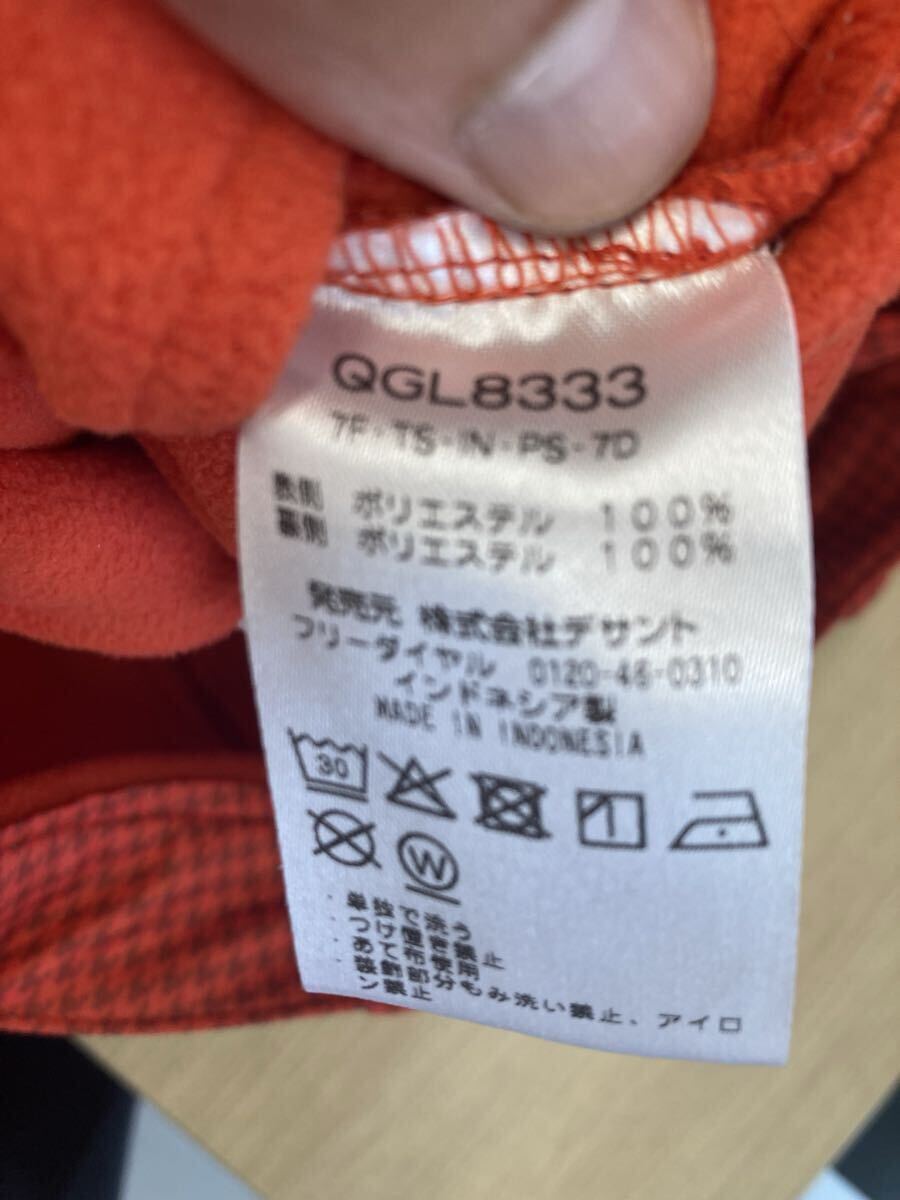 QGL8333
7F・TS・IN・PS・7D
表側 ポリエステル 100%
裏側 ポリエステル 100%
発売元 株式会社デサント
フリーダイヤル 0120-46-0310
インドネシア製
MADE IN INDONESIA
30
W
・単独で洗う
・つけ置き禁止
・あて布使用
・装飾部分もみ洗い禁止、アイロ
ン禁止